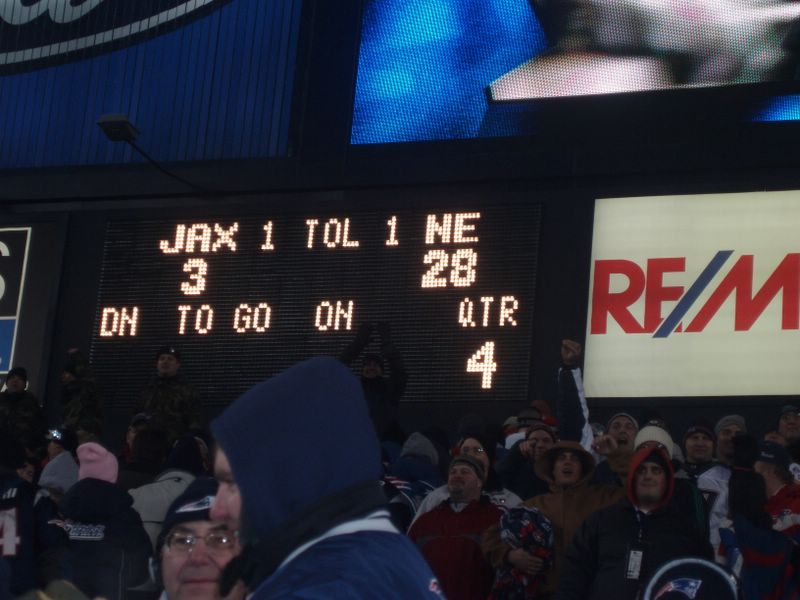 JAX 1 TOL 1 NE
3 28
DN TO GO ON QTR
4
RE/M